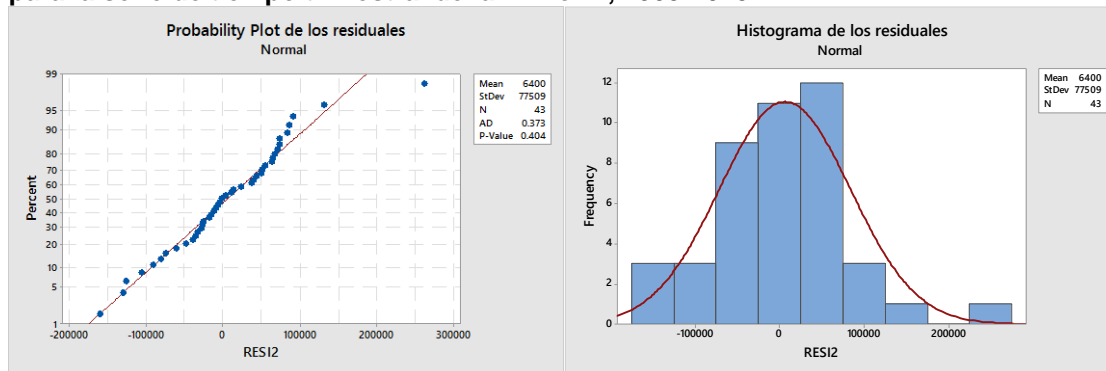 Probability Plot de los residuales
Normal
Mean 6400
StDev 77509
N 43
AD 0.373
P-Value 0.404
99
95
90
80
70
60
50
40
30
20
10
5
1
Percent
-200000 -100000 0 100000 200000 300000
RESI2
Histograma de los residuales
Normal
Mean 6400
StDev 77509
N 43
12
10
8
6
4
2
0
Frequency
-100000 0 100000 200000
RESI2